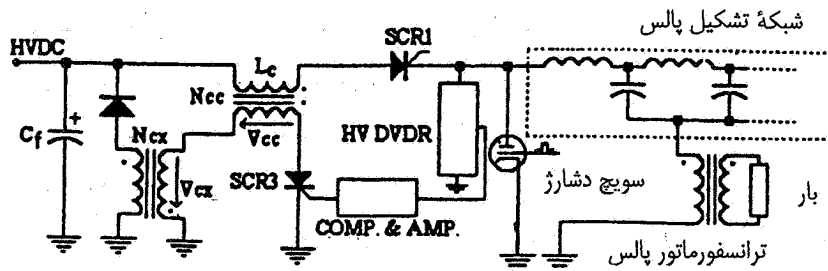 شبکهٔ تشکیل پالس
HVDC
SCR1
Lc
Ncc
Vcc
HV DVDR
Cf
+
Ncx
Vcx
SCR3
COMP. & AMP.
سویچ دشارژ
بار
ترانسفورماتور پالس